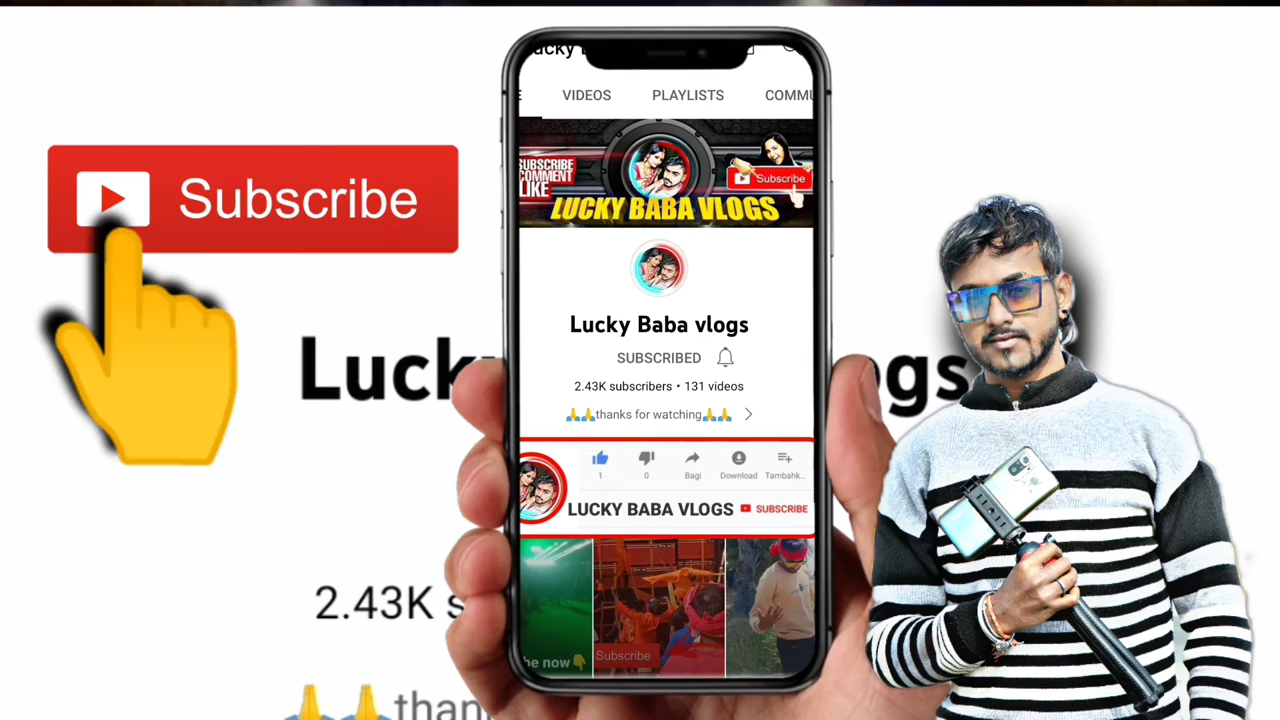 Subscribe
VIDEOS PLAYLISTS COMMU
SUBSCRIBE
COMMENT
LIKE
Subscribe
LUCKY BABA VLOGS
Lucky Baba vlogs
SUBSCRIBED
2.43K subscribers • 131 videos
🙏🙏thanks for watching🙏🙏
1 0 Bagi Download Tambahk...
LUCKY BABA VLOGS SUBSCRIBE
be now👇
Subscribe
Luck
ogs
2.43K s
than